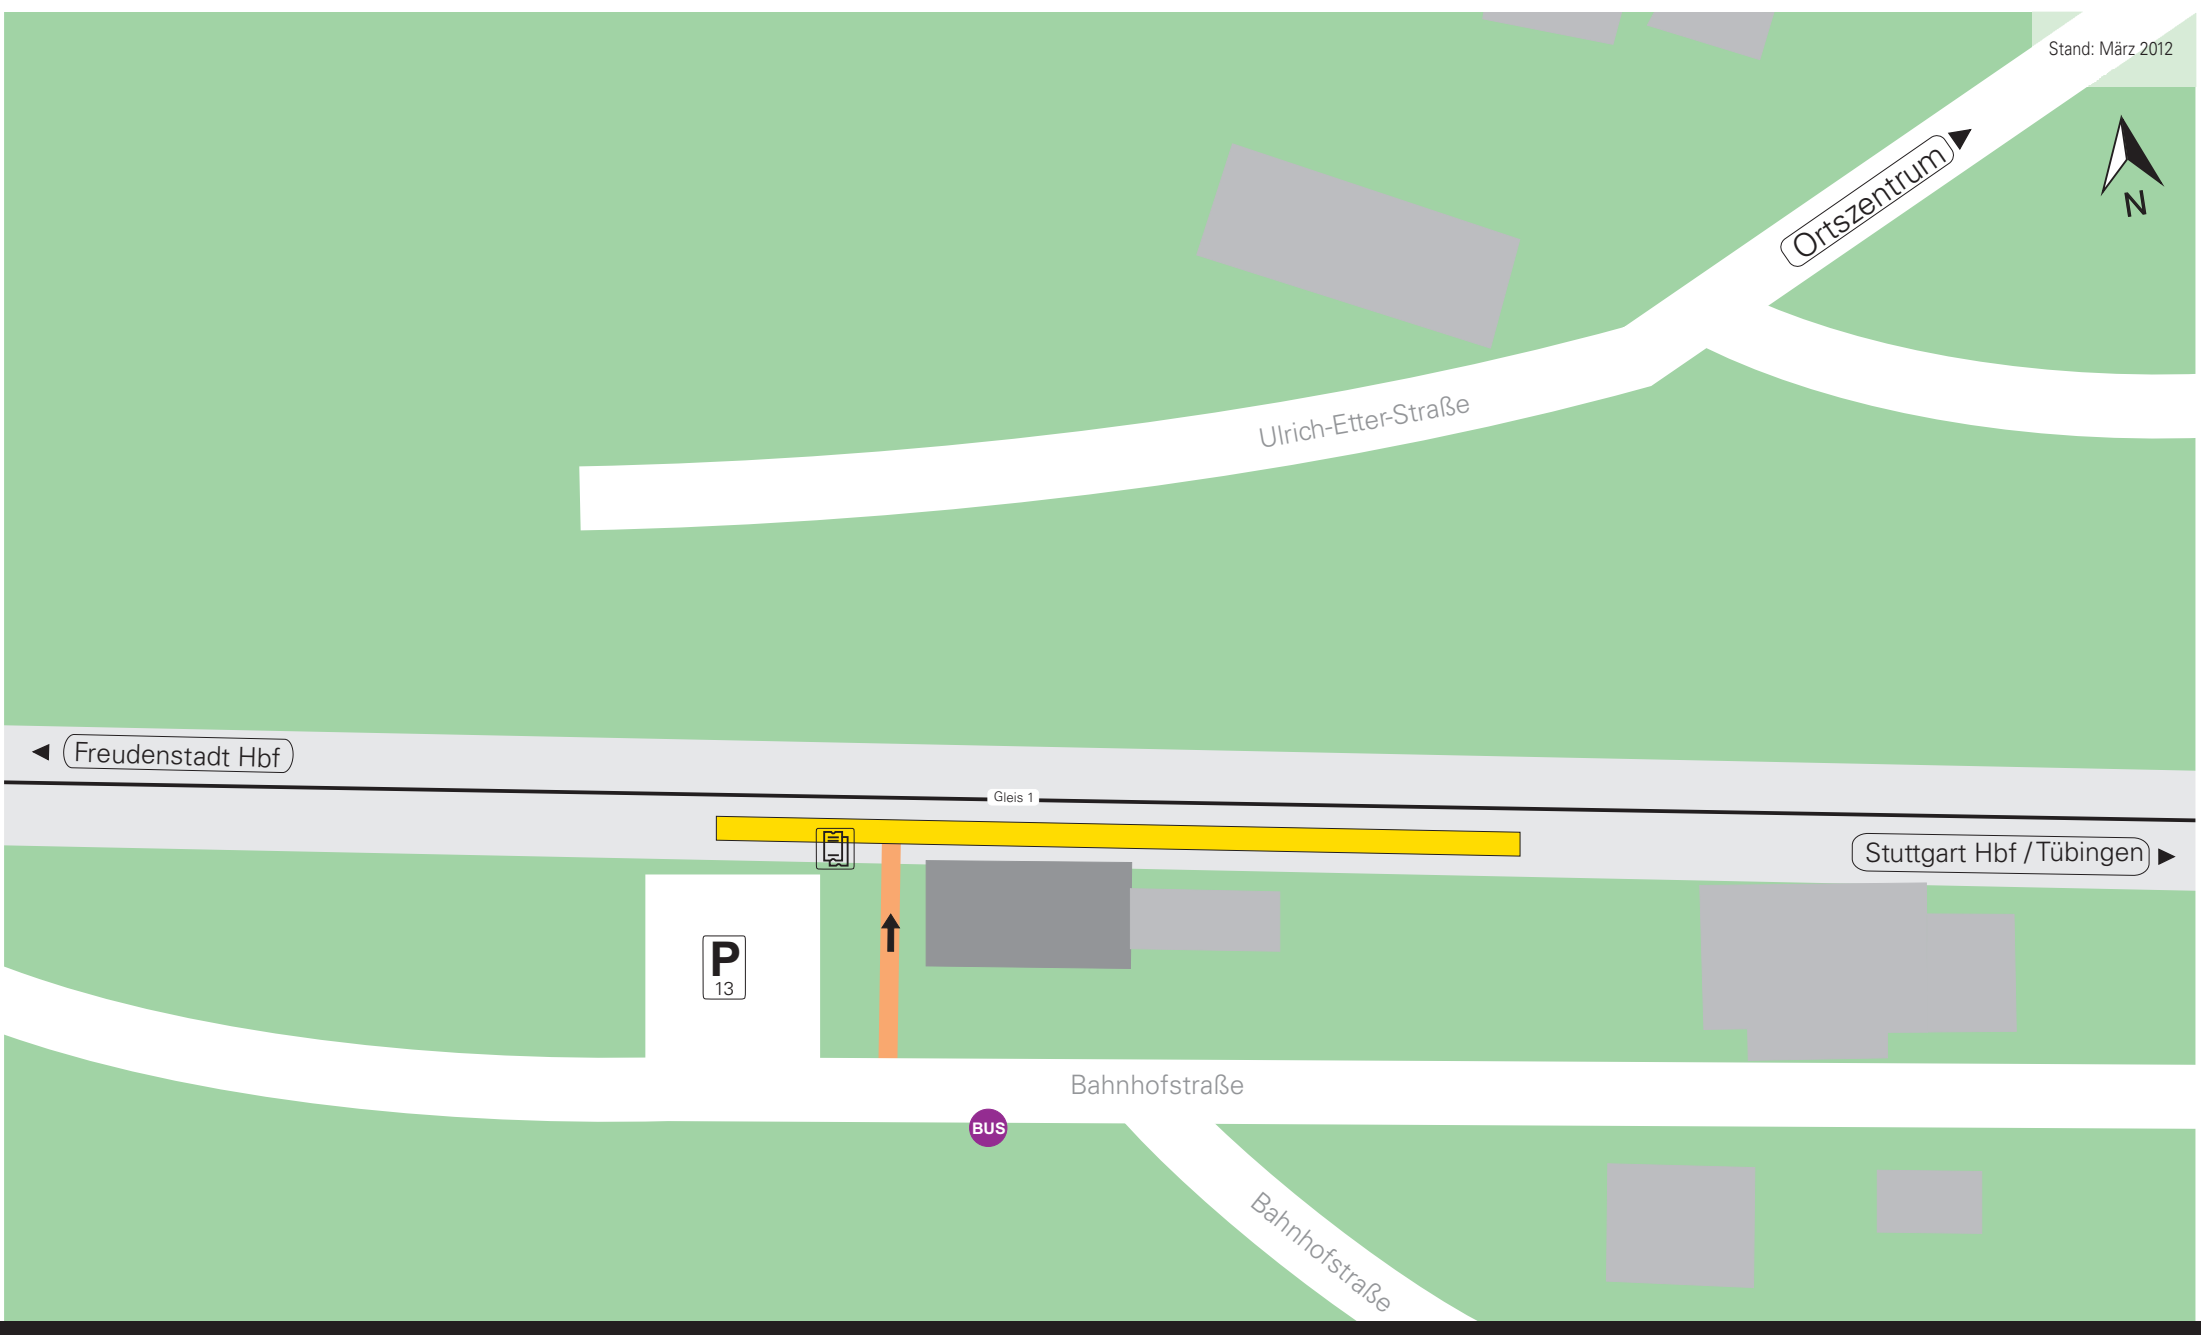 Stand: März 2012
Ortszentrum
N
Ulrich-Etter-Straße
Freudenstadt Hbf
Gleis 1
Stuttgart Hbf / Tübingen
P
13
Bahnhofstraße
BUS
Bahnhofstraße